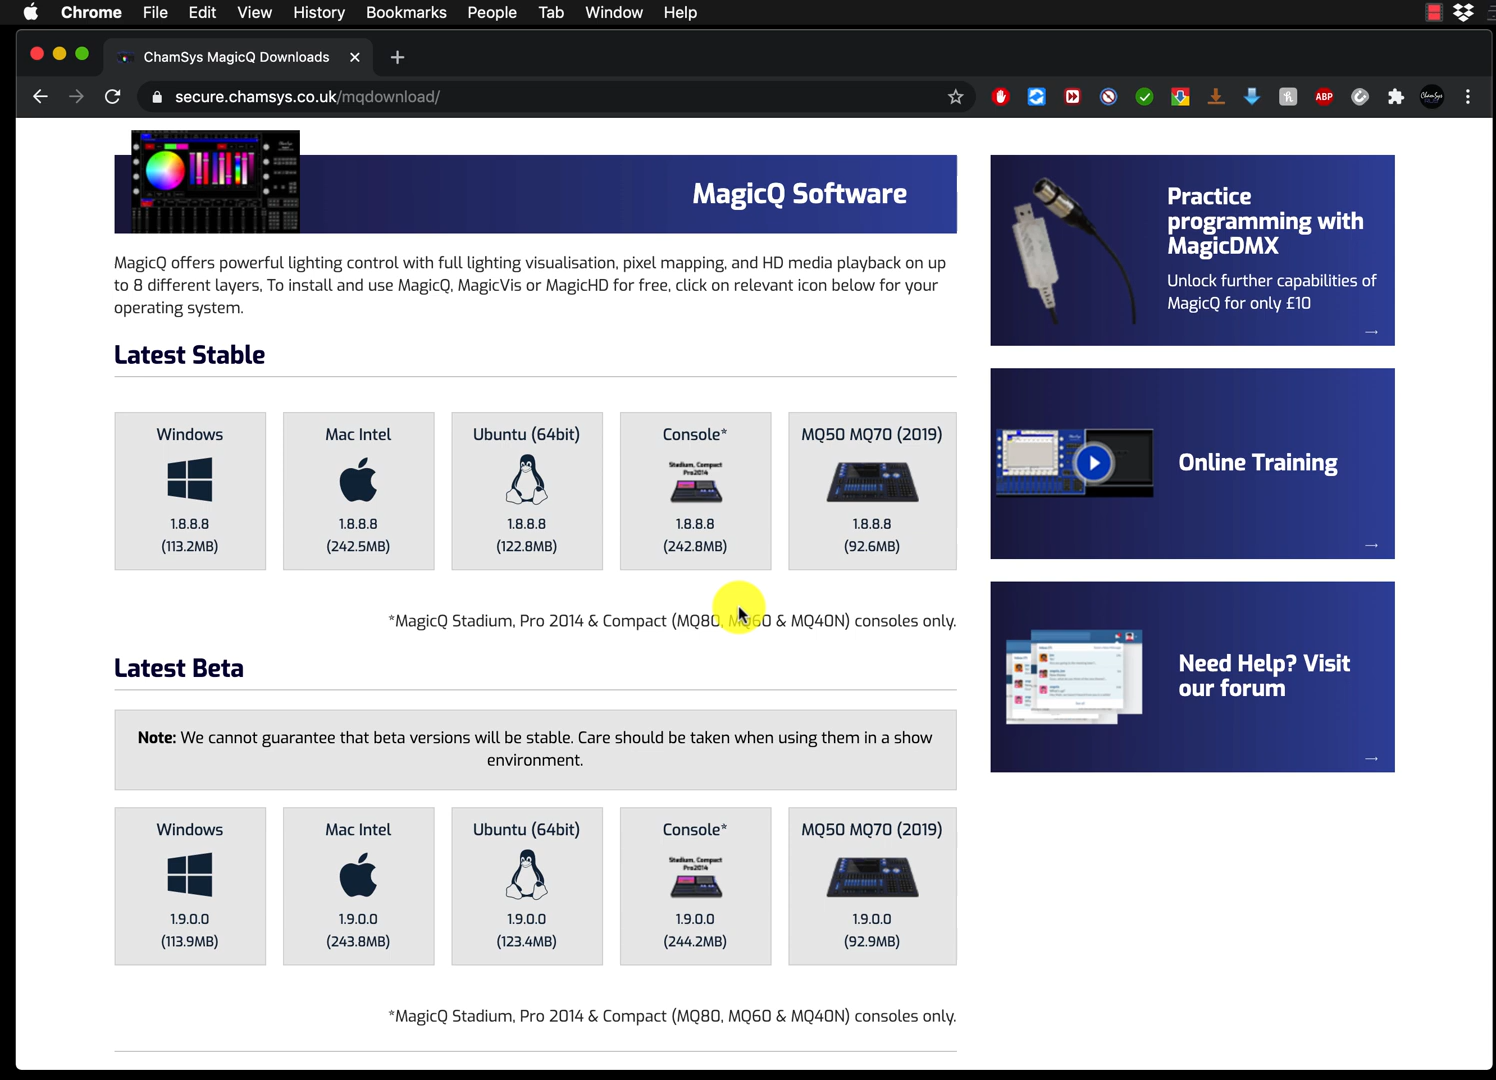 Chrome File Edit View History Bookmarks People Tab Window Help
ChamSys MagicQ Downloads
secure.chamsys.co.uk/mqdownload/
ABP
MagicQ Software
MagicQ offers powerful lighting control with full lighting visualisation, pixel mapping, and HD media playback on up
to 8 different layers, To install and use MagicQ, MagicVis or MagicHD for free, click on relevant icon below for your
operating system.
Latest Stable
Windows
1.8.8.8
(113.2MB)
Mac Intel
1.8.8.8
(242.5MB)
Ubuntu (64bit)
1.8.8.8
(122.8MB)
Console*
Stadium, Compact
Pro2014
1.8.8.8
(242.8MB)
MQ50 MQ70 (2019)
1.8.8.8
(92.6MB)
*MagicQ Stadium, Pro 2014 & Compact (MQ80, MQ60 & MQ40N) consoles only.
Latest Beta
Note: We cannot guarantee that beta versions will be stable. Care should be taken when using them in a show
environment.
Windows
1.9.0.0
(113.9MB)
Mac Intel
1.9.0.0
(243.8MB)
Ubuntu (64bit)
1.9.0.0
(123.4MB)
Console*
Stadium, Compact
Pro2014
1.9.0.0
(244.2MB)
MQ50 MQ70 (2019)
1.9.0.0
(92.9MB)
*MagicQ Stadium, Pro 2014 & Compact (MQ80, MQ60 & MQ40N) consoles only.
Practice
programming with
MagicDMX
Unlock further capabilities of
MagicQ for only £10
Online Training
Need Help? Visit
our forum